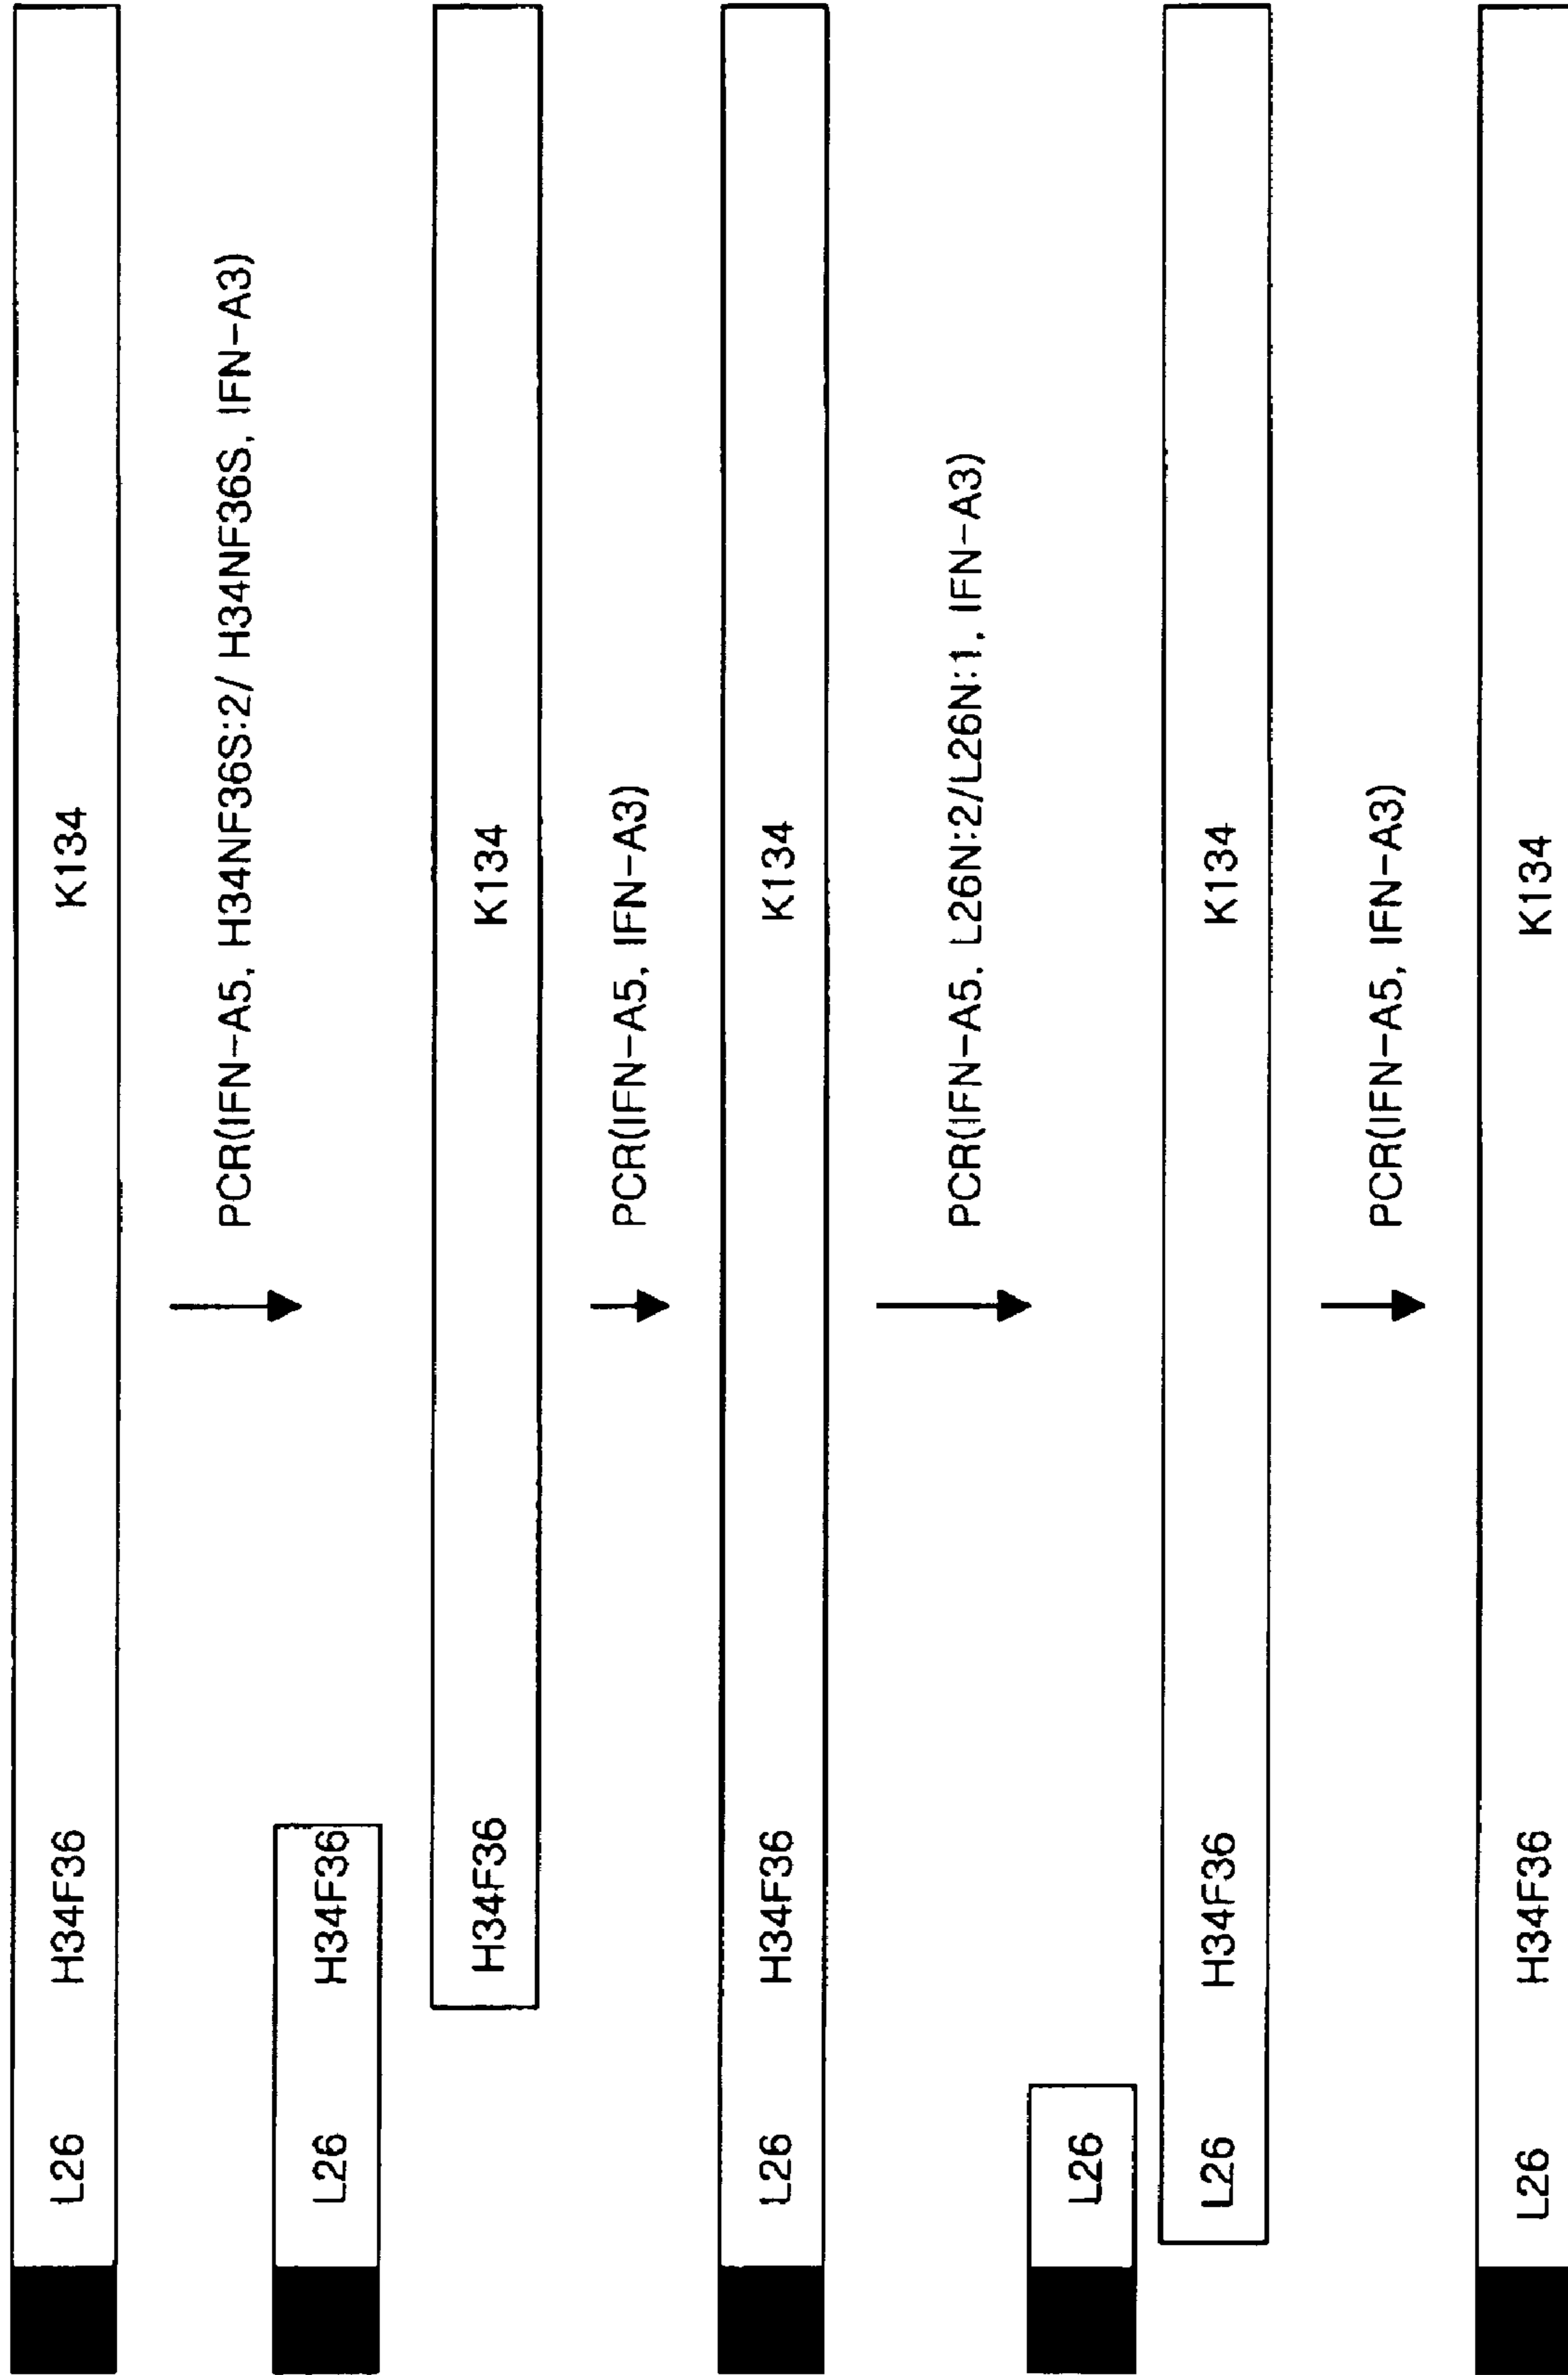 L26 H34F36 K134
PCR(IFN-A5, H34NF36S:2/ H34NF36S, IFN-A3)
L26 H34F36
H34F36 K134
PCR(IFN-A5, IFN-A3)
L26 H34F36 K134
PCR(IFN-A5, L26N:2/L26N:1, IFN-A3)
L26
L26 H34F36 K134
PCR(IFN-A5, IFN-A3)
L26 H34F36 K134